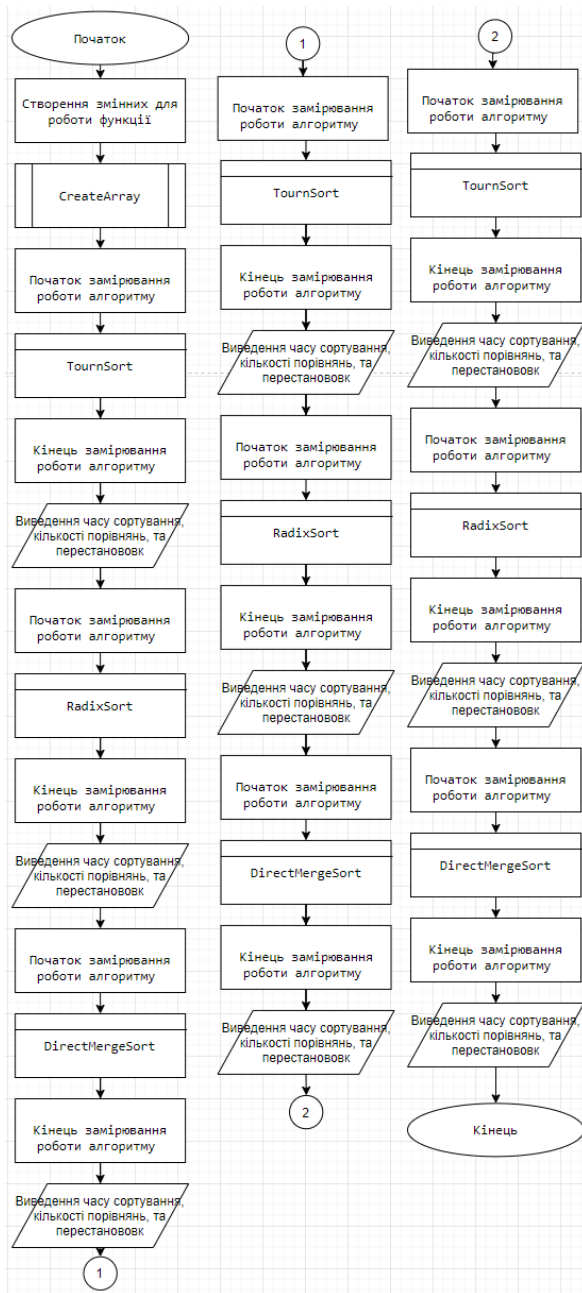 Початок
Створення змінних для
роботи функції
CreateArray
Початок замірювання
роботи алгоритму
TournSort
Кінець замірювання
роботи алгоритму
Виведення часу сортування,
кількості порівнянь, та
перестановок
Початок замірювання
роботи алгоритму
RadixSort
Кінець замірювання
роботи алгоритму
Виведення часу сортування,
кількості порівнянь, та
перестановок
Початок замірювання
роботи алгоритму
DirectMergeSort
Кінець замірювання
роботи алгоритму
Виведення часу сортування,
кількості порівнянь, та
перестановок
1
1
Початок замірювання
роботи алгоритму
TournSort
Кінець замірювання
роботи алгоритму
Виведення часу сортування,
кількості порівнянь, та
перестановок
Початок замірювання
роботи алгоритму
RadixSort
Кінець замірювання
роботи алгоритму
Виведення часу сортування,
кількості порівнянь, та
перестановок
Початок замірювання
роботи алгоритму
DirectMergeSort
Кінець замірювання
роботи алгоритму
Виведення часу сортування,
кількості порівнянь, та
перестановок
2
2
Початок замірювання
роботи алгоритму
TournSort
Кінець замірювання
роботи алгоритму
Виведення часу сортування,
кількості порівнянь, та
перестановок
Початок замірювання
роботи алгоритму
RadixSort
Кінець замірювання
роботи алгоритму
Виведення часу сортування,
кількості порівнянь, та
перестановок
Початок замірювання
роботи алгоритму
DirectMergeSort
Кінець замірювання
роботи алгоритму
Виведення часу сортування,
кількості порівнянь, та
перестановок
Кінець